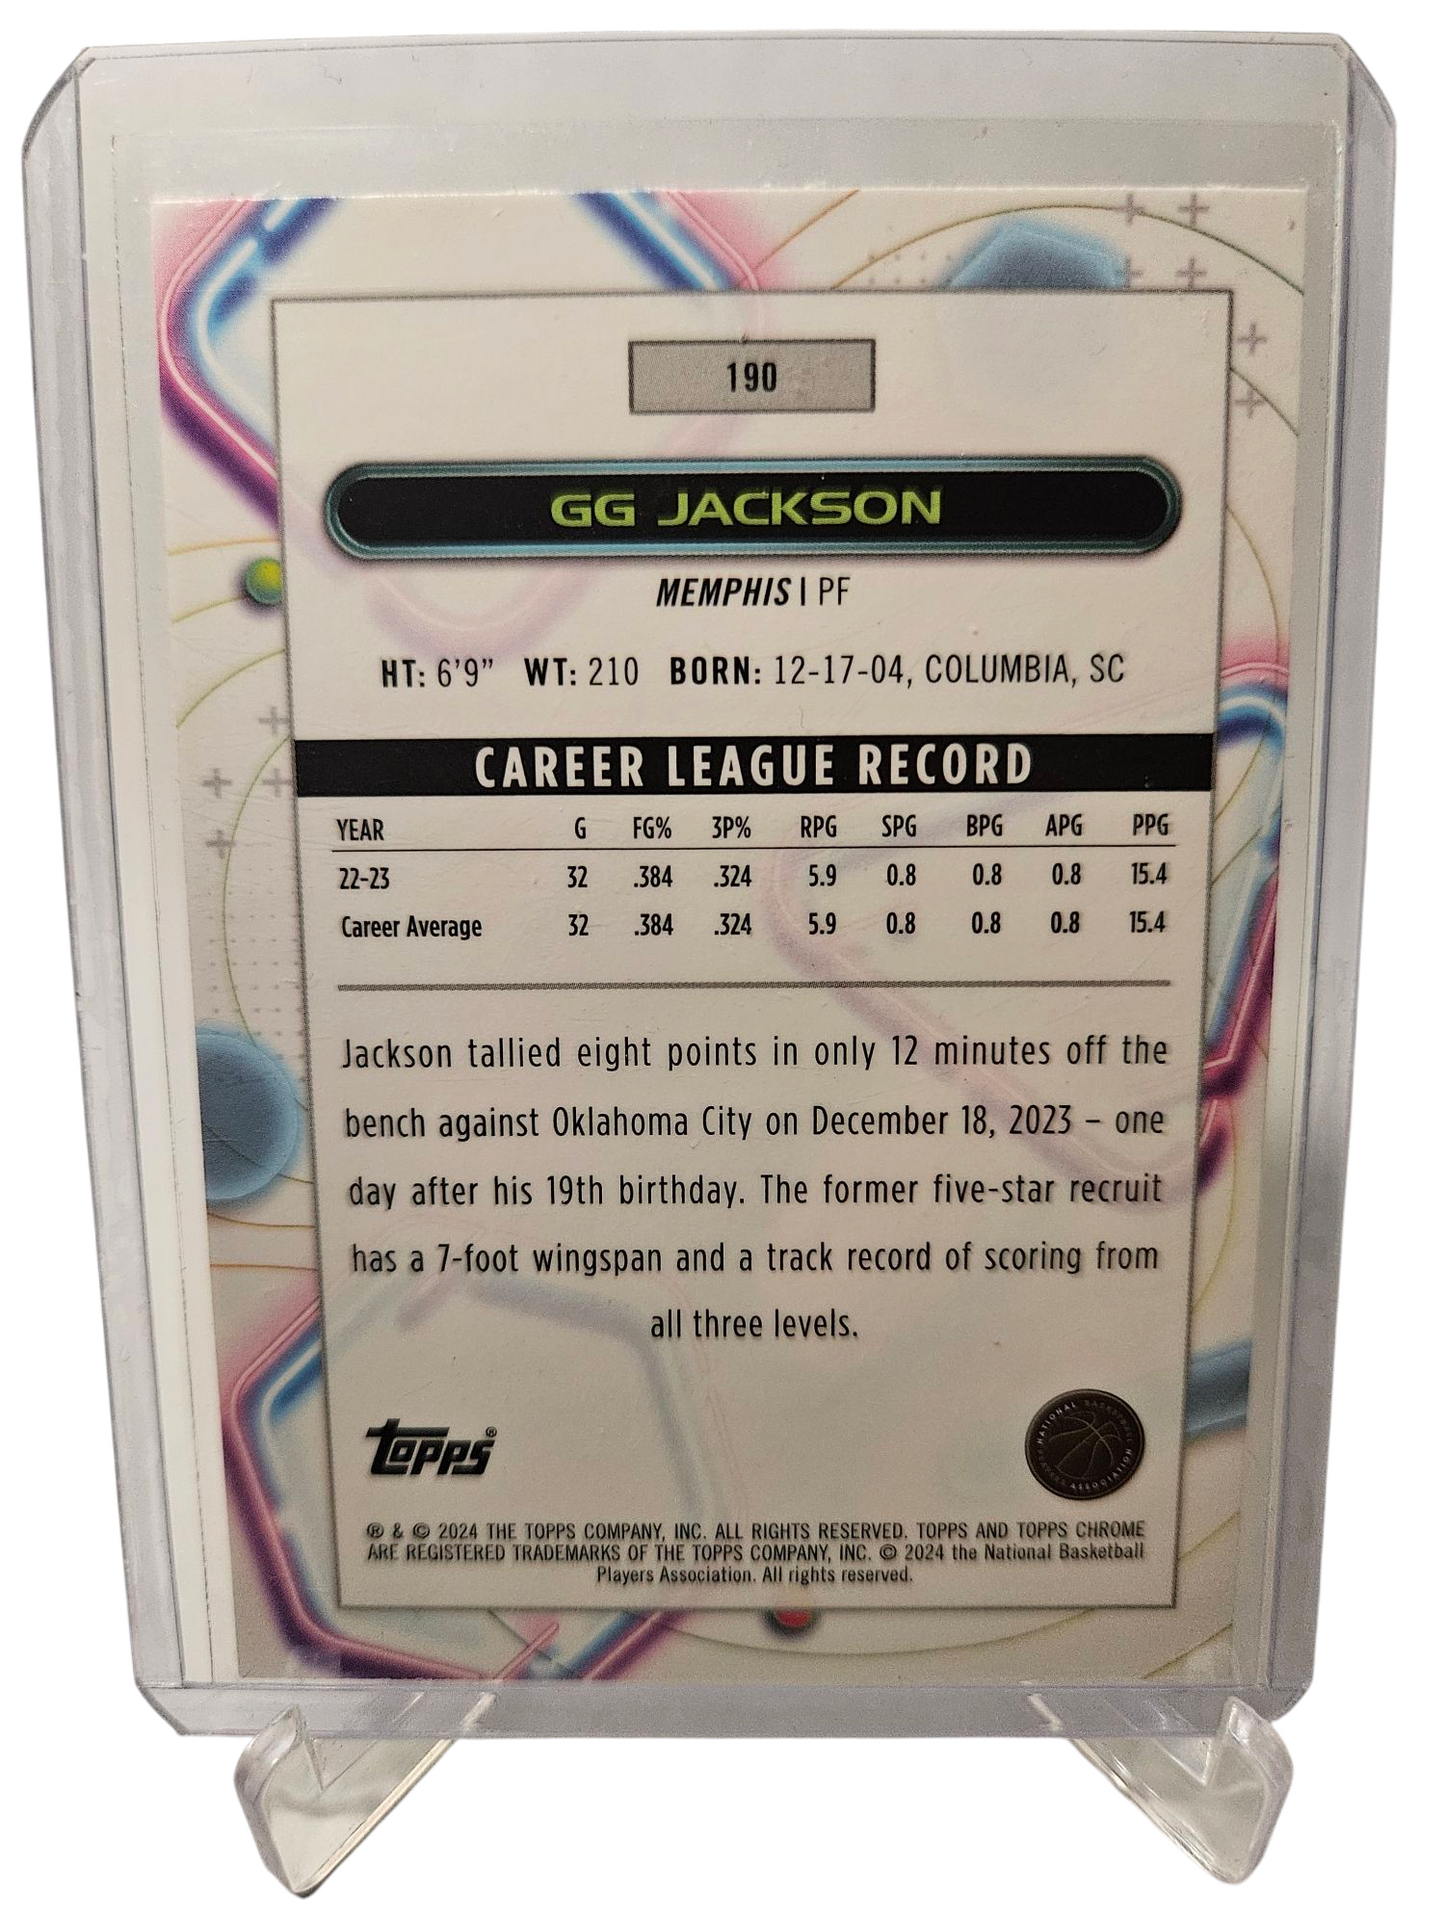 190
GG JACKSON
MEMPHIS | PF
HT: 6'9” WT: 210 BORN: 12-17-04, COLUMBIA, SC
CAREER LEAGUE RECORD
YEAR G FG% 3P% RPG SPG BPG APG PPG
22-23 32 .384 .324 5.9 0.8 0.8 0.8 15.4
Career Average 32 .384 .324 5.9 0.8 0.8 0.8 15.4
Jackson tallied eight points in only 12 minutes off the
bench against Oklahoma City on December 18, 2023 – one
day after his 19th birthday. The former five-star recruit
has a 7-foot wingspan and a track record of scoring from
all three levels.
topps®
NATIONAL BASKETBALL PLAYERS ASSOCIATION
® & © 2024 THE TOPPS COMPANY, INC. ALL RIGHTS RESERVED. TOPPS AND TOPPS CHROME
ARE REGISTERED TRADEMARKS OF THE TOPPS COMPANY, INC. © 2024 the National Basketball
Players Association. All rights reserved.